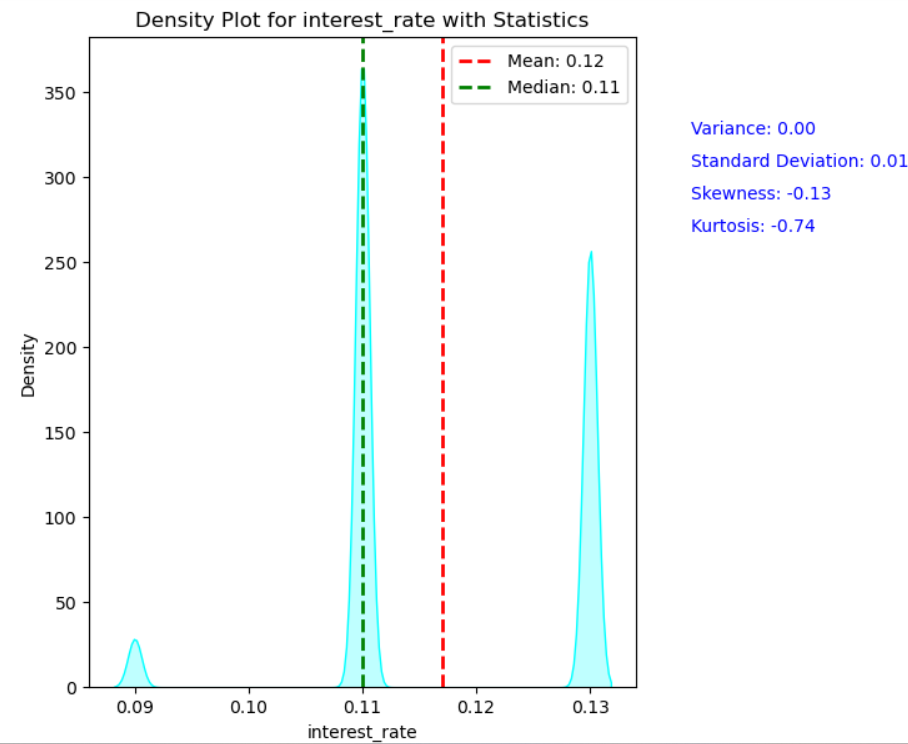 Density Plot for interest_rate with Statistics
Mean: 0.12
Median: 0.11
Variance: 0.00
Standard Deviation: 0.01
Skewness: -0.13
Kurtosis: -0.74
Density
350
300
250
200
150
100
50
0
0.09 0.10 0.11 0.12 0.13
interest_rate